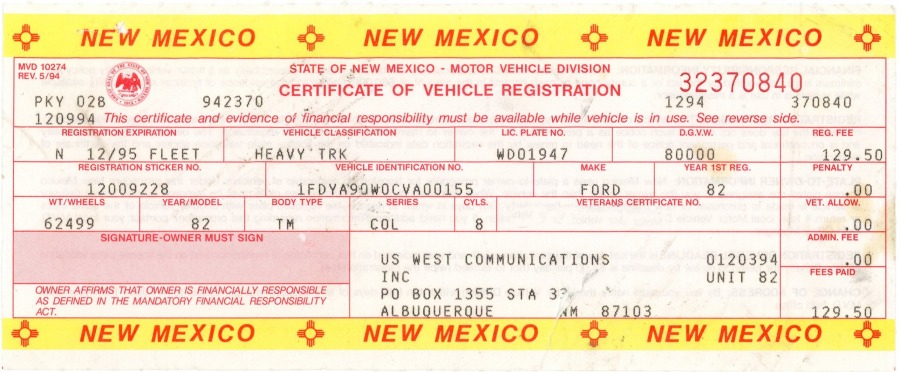 NEW MEXICO NEW MEXICO NEW MEXICO
MVD 10274
REV. 5/94
STATE OF NEW MEXICO - MOTOR VEHICLE DIVISION
CERTIFICATE OF VEHICLE REGISTRATION
32370840
PKY 028 942370 1294 370840
120994 This certificate and evidence of financial responsibility must be available while vehicle is in use. See reverse side.
REGISTRATION EXPIRATION VEHICLE CLASSIFICATION LIC. PLATE NO. D.G.V.W. REG. FEE
N 12/95 FLEET HEAVY TRK WD01947 80000 129.50
REGISTRATION STICKER NO. VEHICLE IDENTIFICATION NO. MAKE YEAR 1ST REG. PENALTY
12009228 1FDYA90W0CVA00155 FORD 82 .00
WT/WHEELS YEAR/MODEL BODY TYPE SERIES CYLS. VETERANS CERTIFICATE NO. VET. ALLOW.
62499 82 TM COL 8 .00
SIGNATURE-OWNER MUST SIGN ADMIN. FEE
US WEST COMMUNICATIONS 0120394 .00
INC UNIT 82 FEES PAID
PO BOX 1355 STA
ALBUQUERQUE NM 87103 129.50
OWNER AFFIRMS THAT OWNER IS FINANCIALLY RESPONSIBLE
AS DEFINED IN THE MANDATORY FINANCIAL RESPONSIBILITY
ACT.
NEW MEXICO NEW MEXICO NEW MEXICO